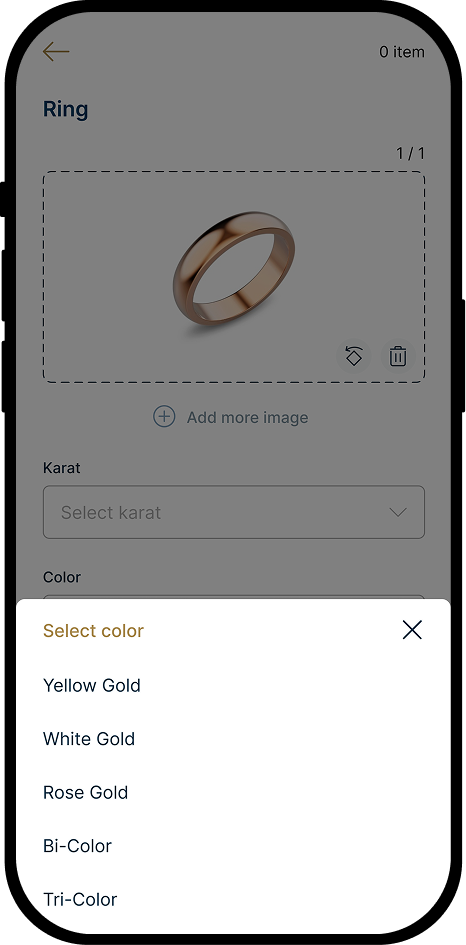 0 item
Ring
1 / 1
Add more image
Karat
Select karat
Color
Select color
Yellow Gold
White Gold
Rose Gold
Bi-Color
Tri-Color